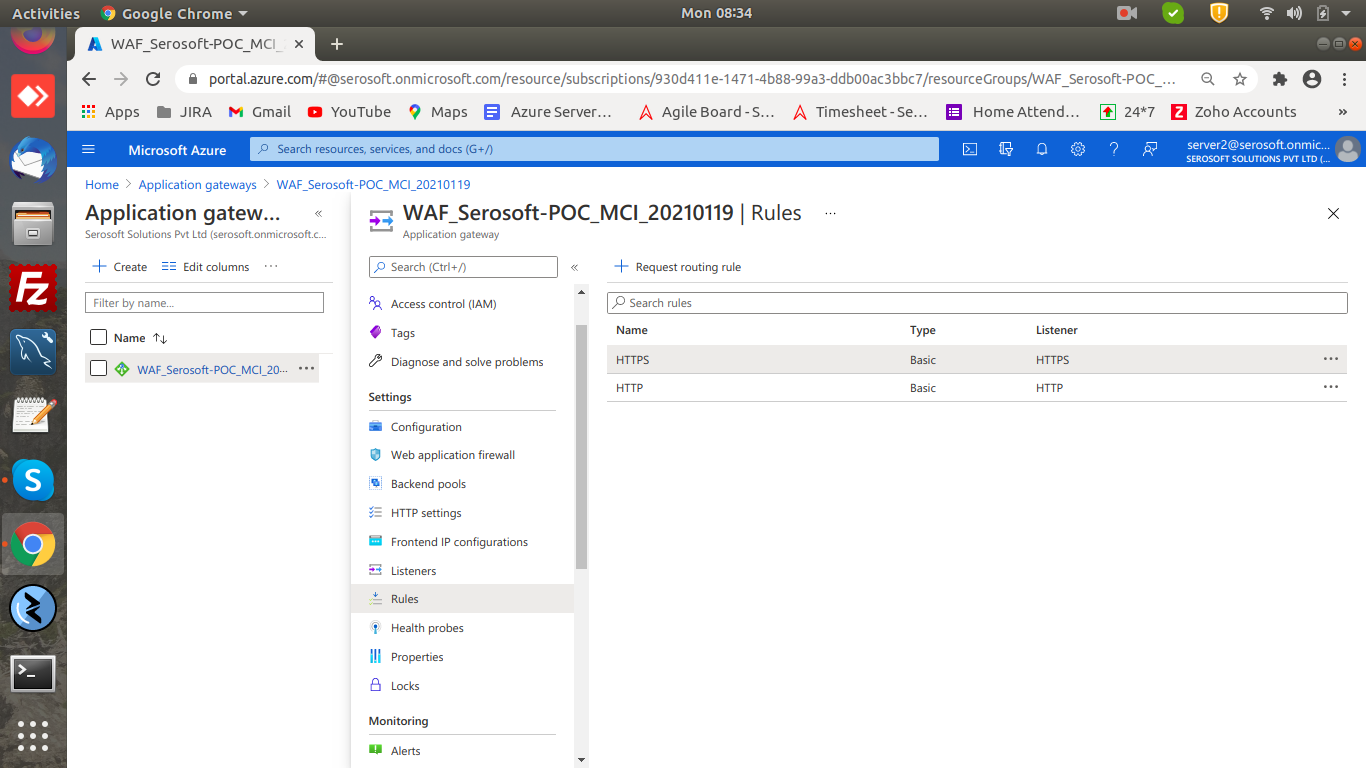 Activities Google Chrome Mon 08:34
WAF_Serosoft-POC_MCI_
portal.azure.com/#@serosoft.onmicrosoft.com/resource/subscriptions/930d411e-1471-4b88-99a3-ddb00ac3bbc7/resourceGroups/WAF_Serosoft-POC_...
Apps JIRA Gmail YouTube Maps Azure Server... Agile Board - S... Timesheet - Se... Home Attend... 24*7 Zoho Accounts »
Microsoft Azure Search resources, services, and docs (G+/) server2@serosoft.onmic...
SEROSOFT SOLUTIONS PVT LTD (...
Home > Application gateways > WAF_Serosoft-POC_MCI_20210119
Application gatew... «
Serosoft Solutions Pvt Ltd (serosoft.onmicrosoft.c...
+ Create Edit columns ...
Filter by name...
Name ↑↓
WAF_Serosoft-POC_MCI_20... ...
WAF_Serosoft-POC_MCI_20210119 | Rules ...
Application gateway
Search (Ctrl+/) «
Access control (IAM)
Tags
Diagnose and solve problems
Settings
Configuration
Web application firewall
Backend pools
HTTP settings
Frontend IP configurations
Listeners
Rules
Health probes
Properties
Locks
Monitoring
Alerts
+ Request routing rule
Search rules
Name Type Listener
HTTPS Basic HTTPS ...
HTTP Basic HTTP ...